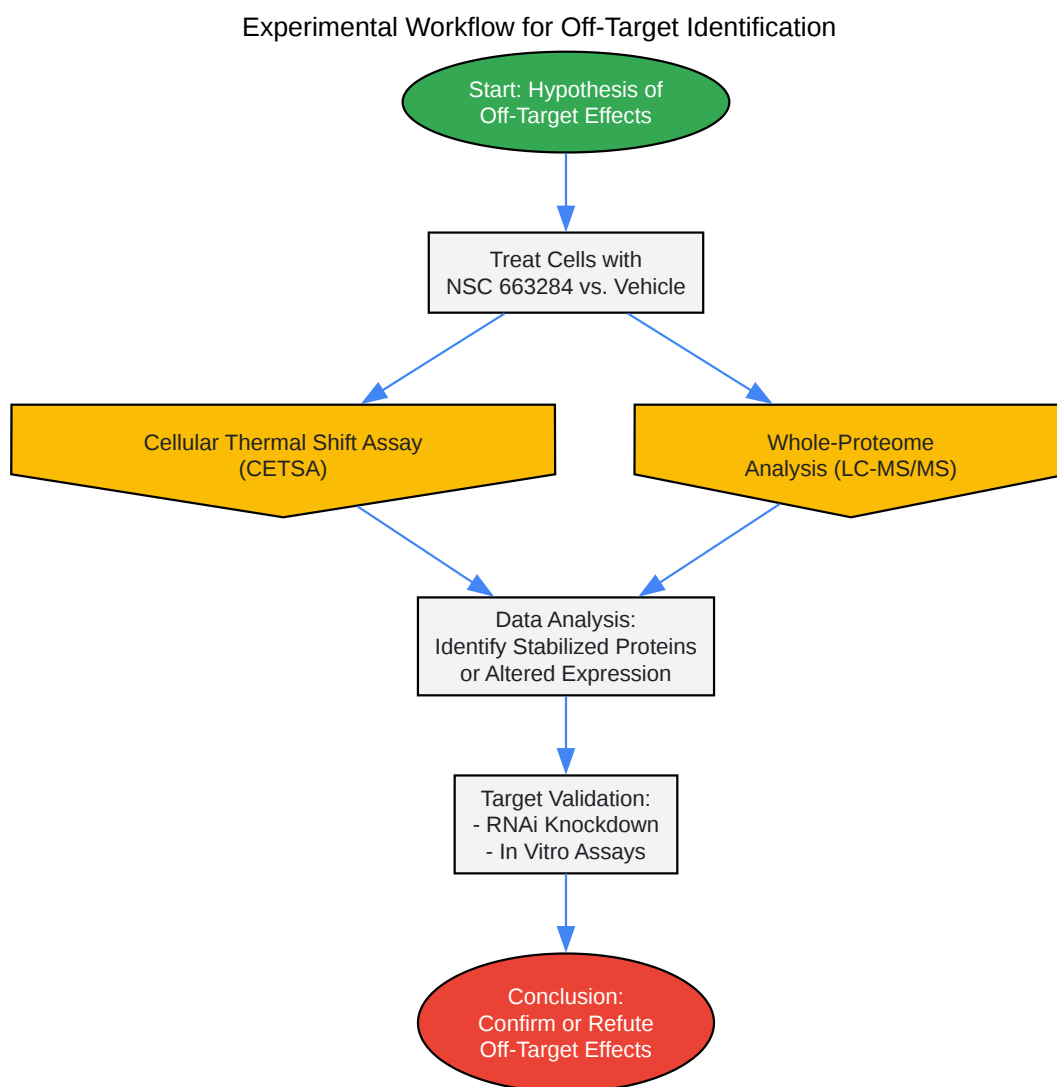 Experimental Workflow for Off-Target Identification
Start: Hypothesis of
Off-Target Effects
Treat Cells with
NSC 663284 vs. Vehicle
Cellular Thermal Shift Assay
(CETSA)
Whole-Proteome
Analysis (LC-MS/MS)
Data Analysis:
Identify Stabilized Proteins
or Altered Expression
Target Validation:
- RNAi Knockdown
- In Vitro Assays
Conclusion:
Confirm or Refute
Off-Target Effects